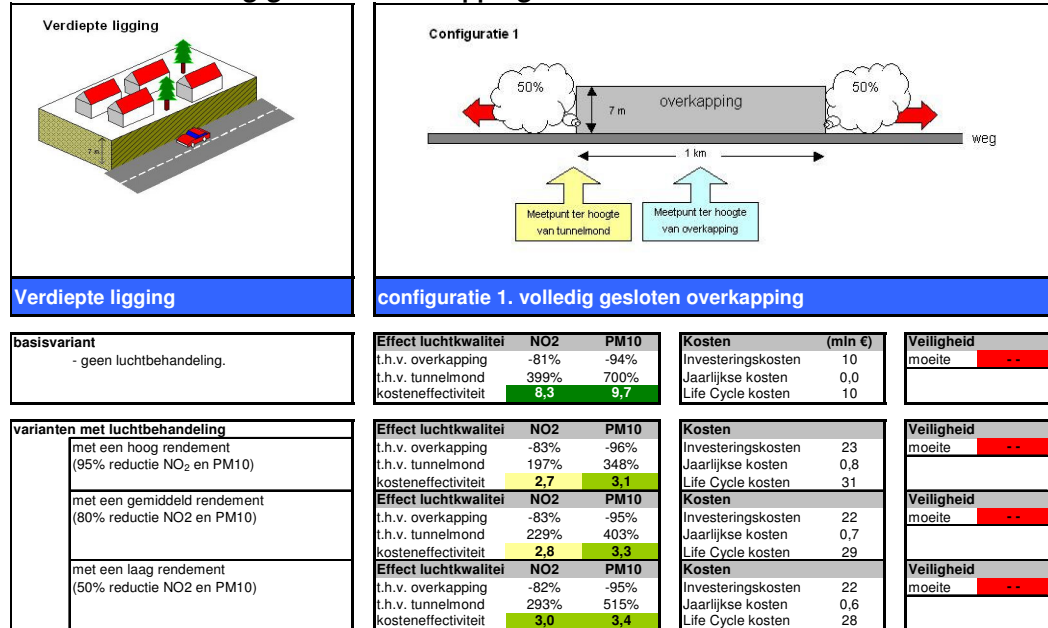 Verdiepte ligging
7 m
Configuratie 1
50%
50%
7 m
overkapping
weg
1 km
Meetpunt ter hoogte
van tunnelmond
Meetpunt ter hoogte
van overkapping
Verdiepte ligging
configuratie 1. volledig gesloten overkapping
basisvariant
- geen luchtbehandeling.
Effect luchtkwalitei NO2 PM10
t.h.v. overkapping -81% -94%
t.h.v. tunnelmond 399% 700%
kosteneffectiviteit 8,3 9,7
Kosten (mln €)
Investeringskosten 10
Jaarlijkse kosten 0,0
Life Cycle kosten 10
Veiligheid
moeite - -
varianten met luchtbehandeling
met een hoog rendement
(95% reductie NO₂ en PM10)
Effect luchtkwalitei NO2 PM10
t.h.v. overkapping -83% -96%
t.h.v. tunnelmond 197% 348%
kosteneffectiviteit 2,7 3,1
Kosten
Investeringskosten 23
Jaarlijkse kosten 0,8
Life Cycle kosten 31
Veiligheid
moeite - -
met een gemiddeld rendement
(80% reductie NO2 en PM10)
Effect luchtkwalitei NO2 PM10
t.h.v. overkapping -83% -95%
t.h.v. tunnelmond 229% 403%
kosteneffectiviteit 2,8 3,3
Kosten
Investeringskosten 22
Jaarlijkse kosten 0,7
Life Cycle kosten 29
Veiligheid
moeite - -
met een laag rendement
(50% reductie NO2 en PM10)
Effect luchtkwalitei NO2 PM10
t.h.v. overkapping -82% -95%
t.h.v. tunnelmond 293% 515%
kosteneffectiviteit 3,0 3,4
Kosten
Investeringskosten 22
Jaarlijkse kosten 0,6
Life Cycle kosten 28
Veiligheid
moeite - -